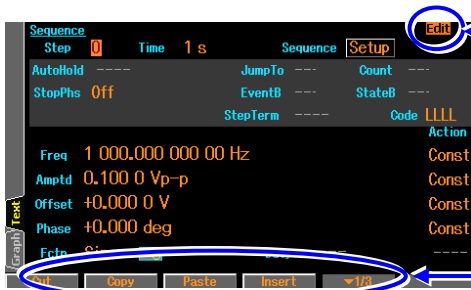 Sequence Edit
Step 0 Time 1 s Sequence Setup
AutoHold ---- JumpTo --- Count ---
StopPhs Off EventB --- StateB ---
StepTerm ---- Code LLLL
Action
Freq 1 000.000 000 00 Hz Const
Amptd 0.100 0 Vp-p Const
Offset +0.000 0 V Const
Phase +0.000 deg Const
Fctn ----
Text
Graph
Cut Copy Paste Insert ▼1/3